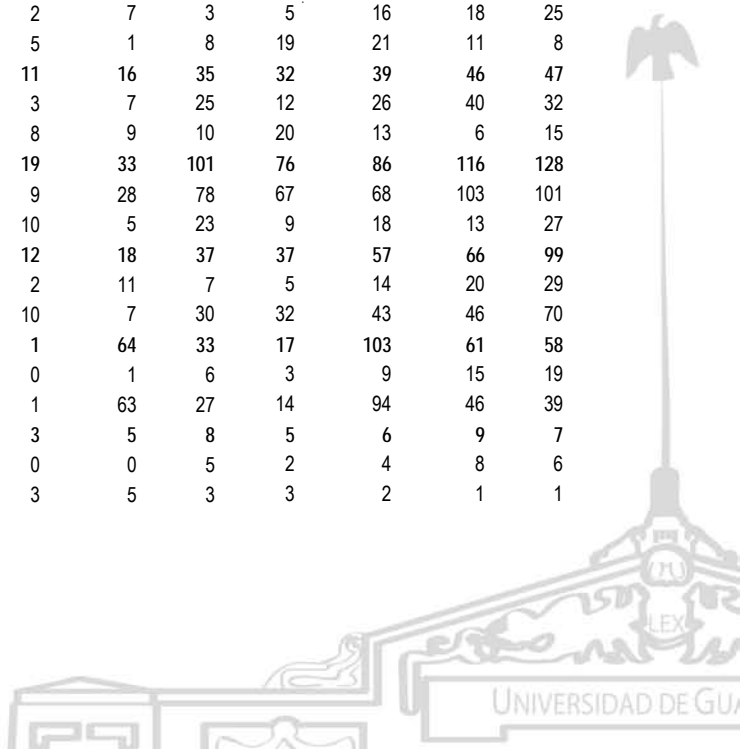 2 7 3 5 16 18 25
5 1 8 19 21 11 8
11 16 35 32 39 46 47
3 7 25 12 26 40 32
8 9 10 20 13 6 15
19 33 101 76 86 116 128
9 28 78 67 68 103 101
10 5 23 9 18 13 27
12 18 37 37 57 66 99
2 11 7 5 14 20 29
10 7 30 32 43 46 70
1 64 33 17 103 61 58
0 1 6 3 9 15 19
1 63 27 14 94 46 39
3 5 8 5 6 9 7
0 0 5 2 4 8 6
3 5 3 3 2 1 1
LEX
UNIVERSIDAD DE GUA